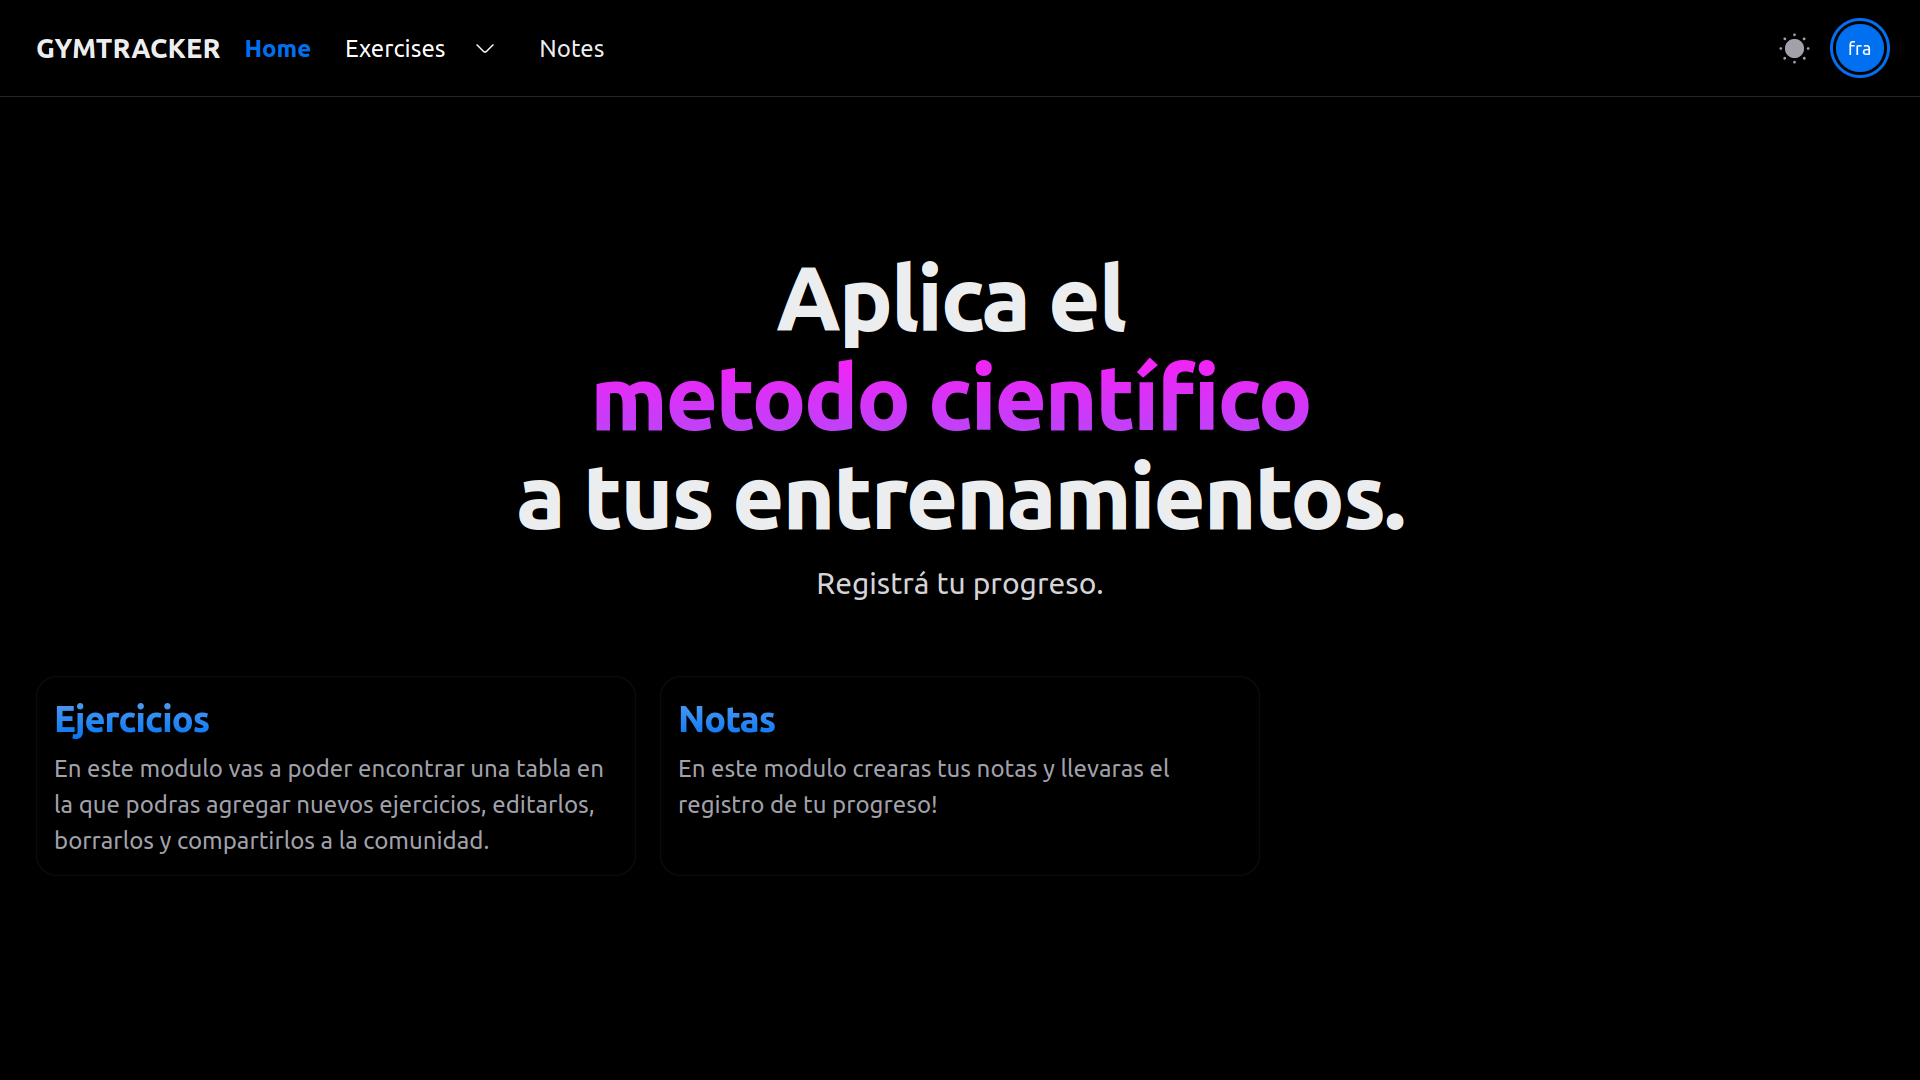 GYMTRACKER Home Exercises Notes fra
Aplica el
metodo científico
a tus entrenamientos.
Registrá tu progreso.
Ejercicios
En este modulo vas a poder encontrar una tabla en
la que podras agregar nuevos ejercicios, editarlos,
borrarlos y compartirlos a la comunidad.
Notas
En este modulo crearas tus notas y llevaras el
registro de tu progreso!